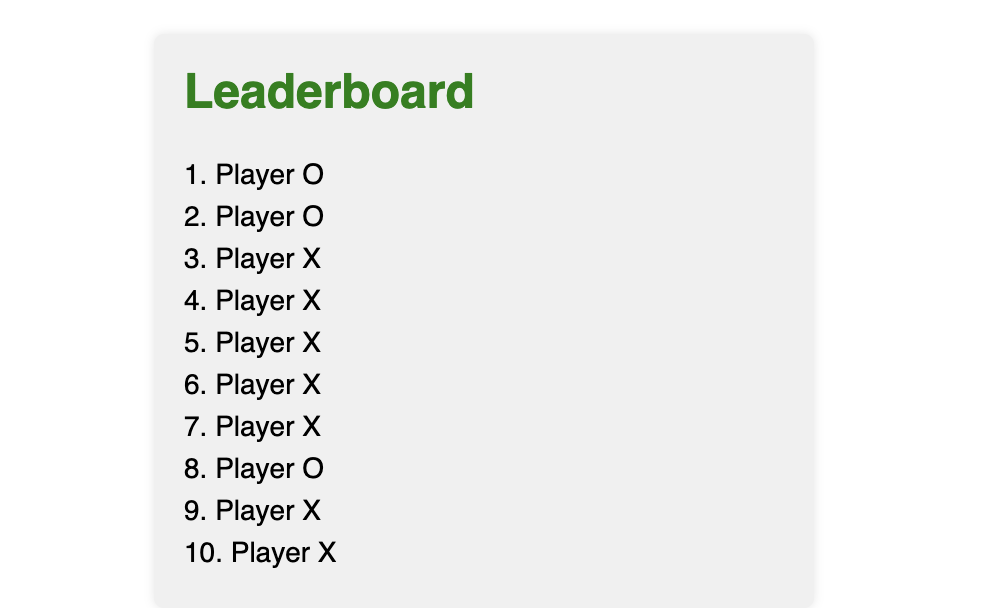 Leaderboard
1. Player O
2. Player O
3. Player X
4. Player X
5. Player X
6. Player X
7. Player X
8. Player O
9. Player X
10. Player X